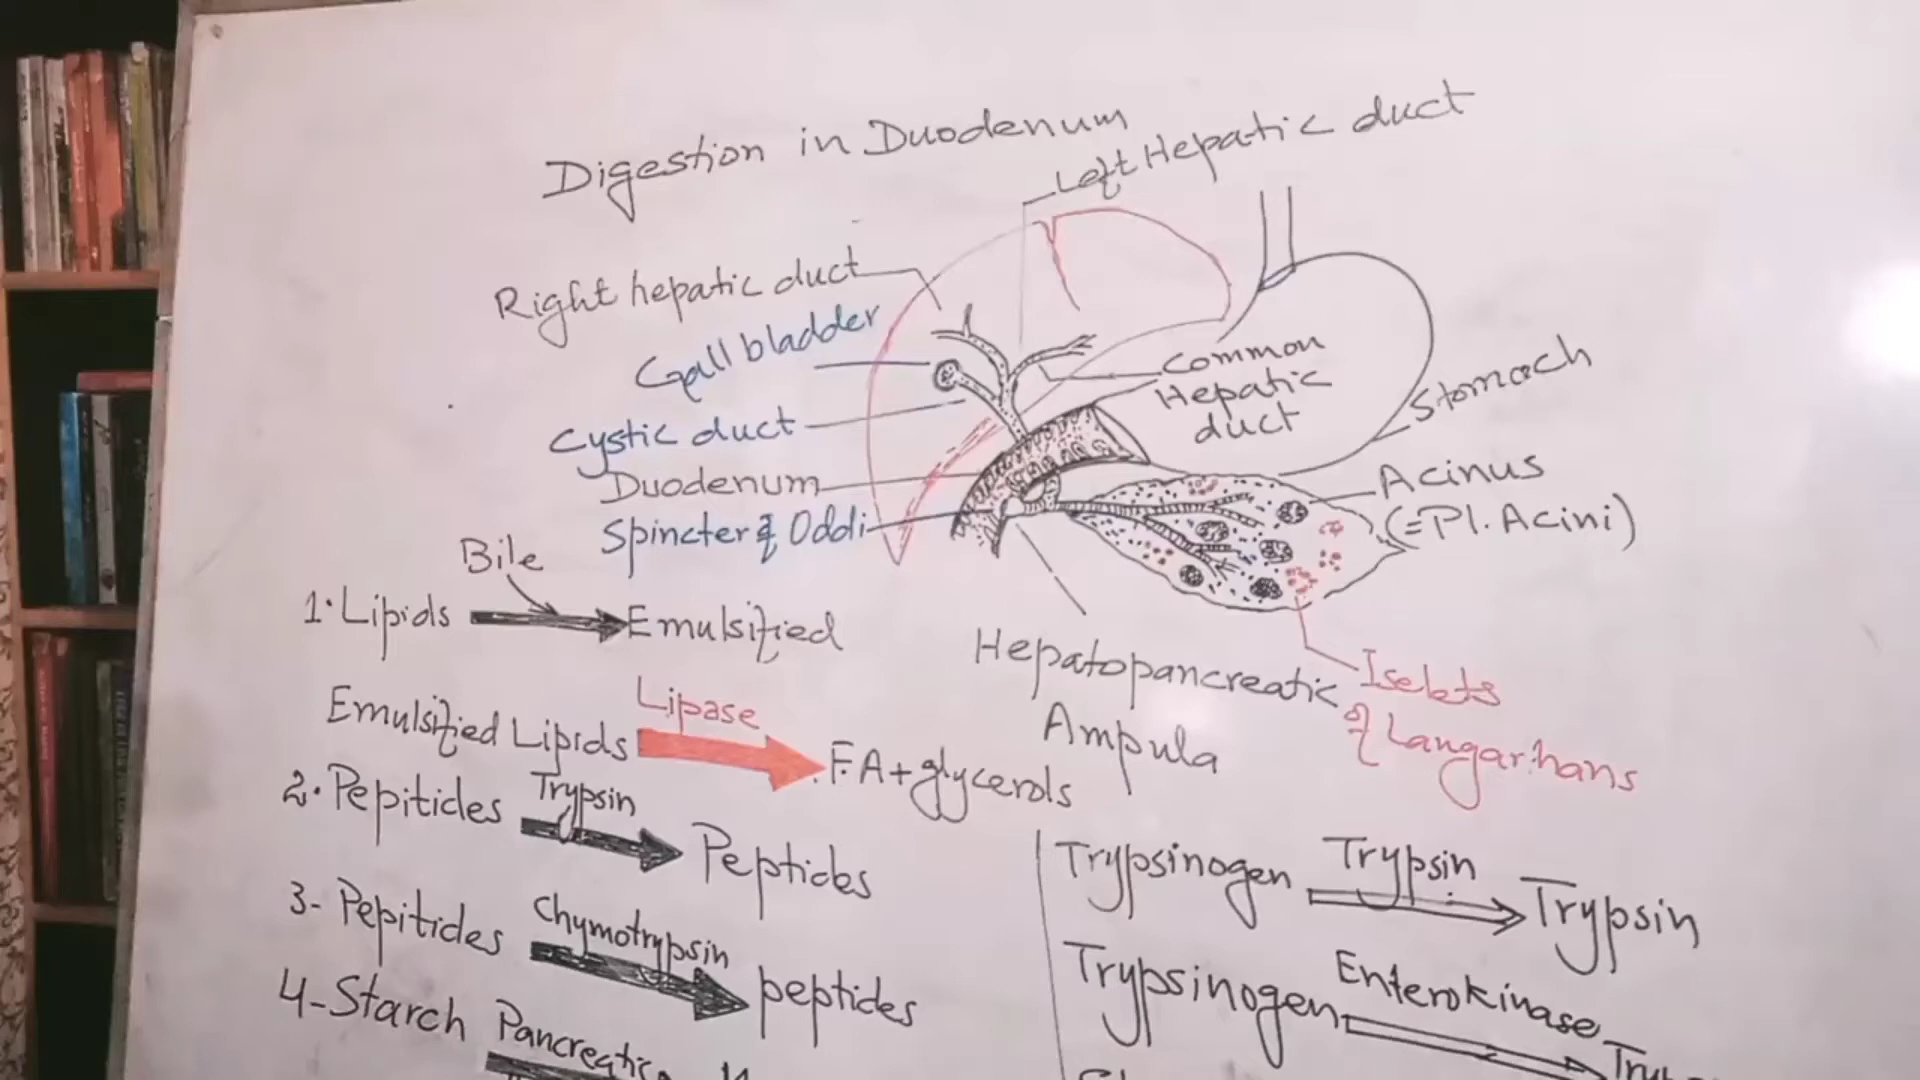 Digestion in Duodenum
Left Hepatic duct
Right hepatic duct
Gall bladder
Cystic duct
Duodenum
Spincter of Oddi
Common
Hepatic
duct
Stomach
Acinus
(=Pl. Acini)
Hepatopancreatic
Ampula
Iselets
of Langarhans
Bile
1. Lipids Emulsified
Lipase
Emulsified Lipids F.A + glycerols
Trypsin
2. Pepitides Peptides
Chymotrypsin
3- Pepitides peptides
4- Starch Pancreatic
Trypsin
Trypsinogen Trypsin
Enterokinase
Trypsinogen